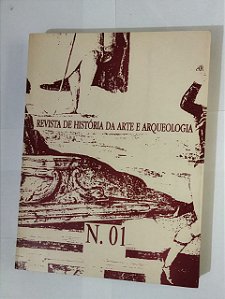 REVISTA DE HISTÓRIA DA ARTE E ARQUEOLOGIA
N. 01